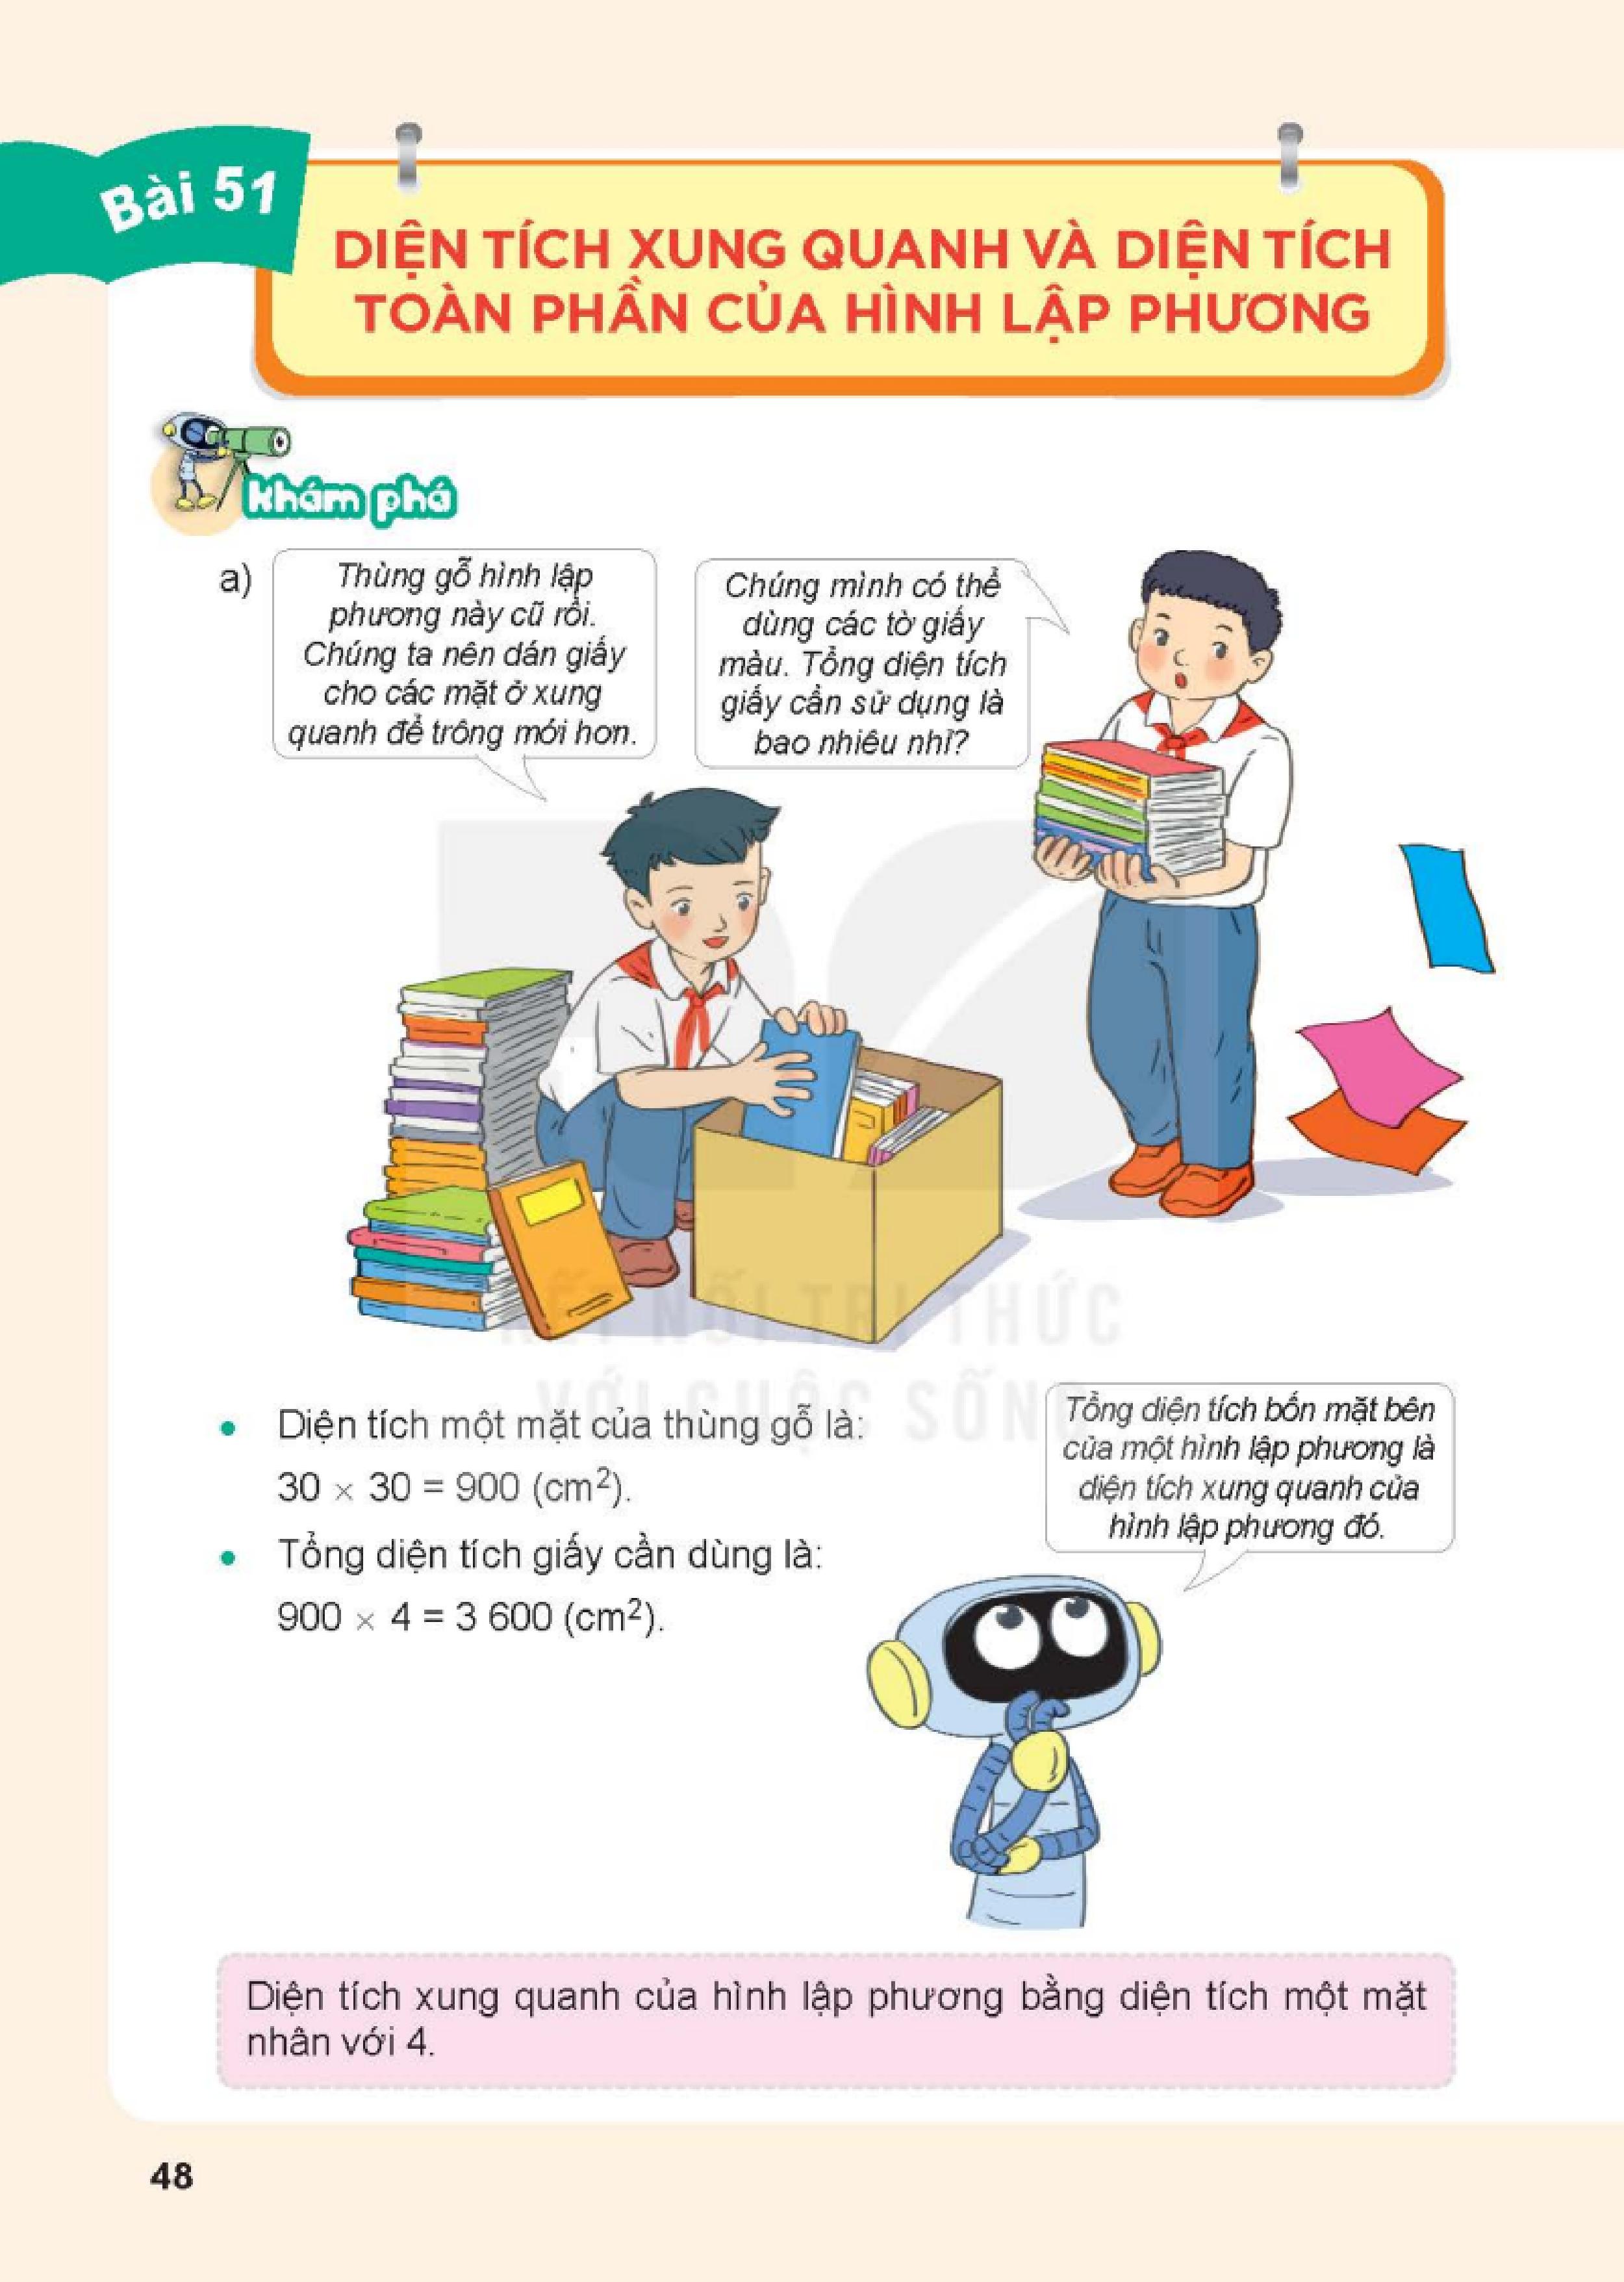 Bài 51
DIỆN TÍCH XUNG QUANH VÀ DIỆN TÍCH
TOÀN PHẦN CỦA HÌNH LẬP PHƯƠNG
Khám phá
a)
Thùng gỗ hình lập
phương này cũ rồi.
Chúng ta nên dán giấy
cho các mặt ở xung
quanh để trông mới hơn.
Chúng mình có thể
dùng các tờ giấy
màu. Tổng diện tích
giấy cần sử dụng là
bao nhiêu nhỉ?
KẾT NỐI TRI THỨC
VỚI CUỘC SỐNG
• Diện tích một mặt của thùng gỗ là:
30 × 30 = 900 (cm²).
• Tổng diện tích giấy cần dùng là:
900 × 4 = 3 600 (cm²).
Tổng diện tích bốn mặt bên
của một hình lập phương là
diện tích xung quanh của
hình lập phương đó.
Diện tích xung quanh của hình lập phương bằng diện tích một mặt
nhân với 4.
48